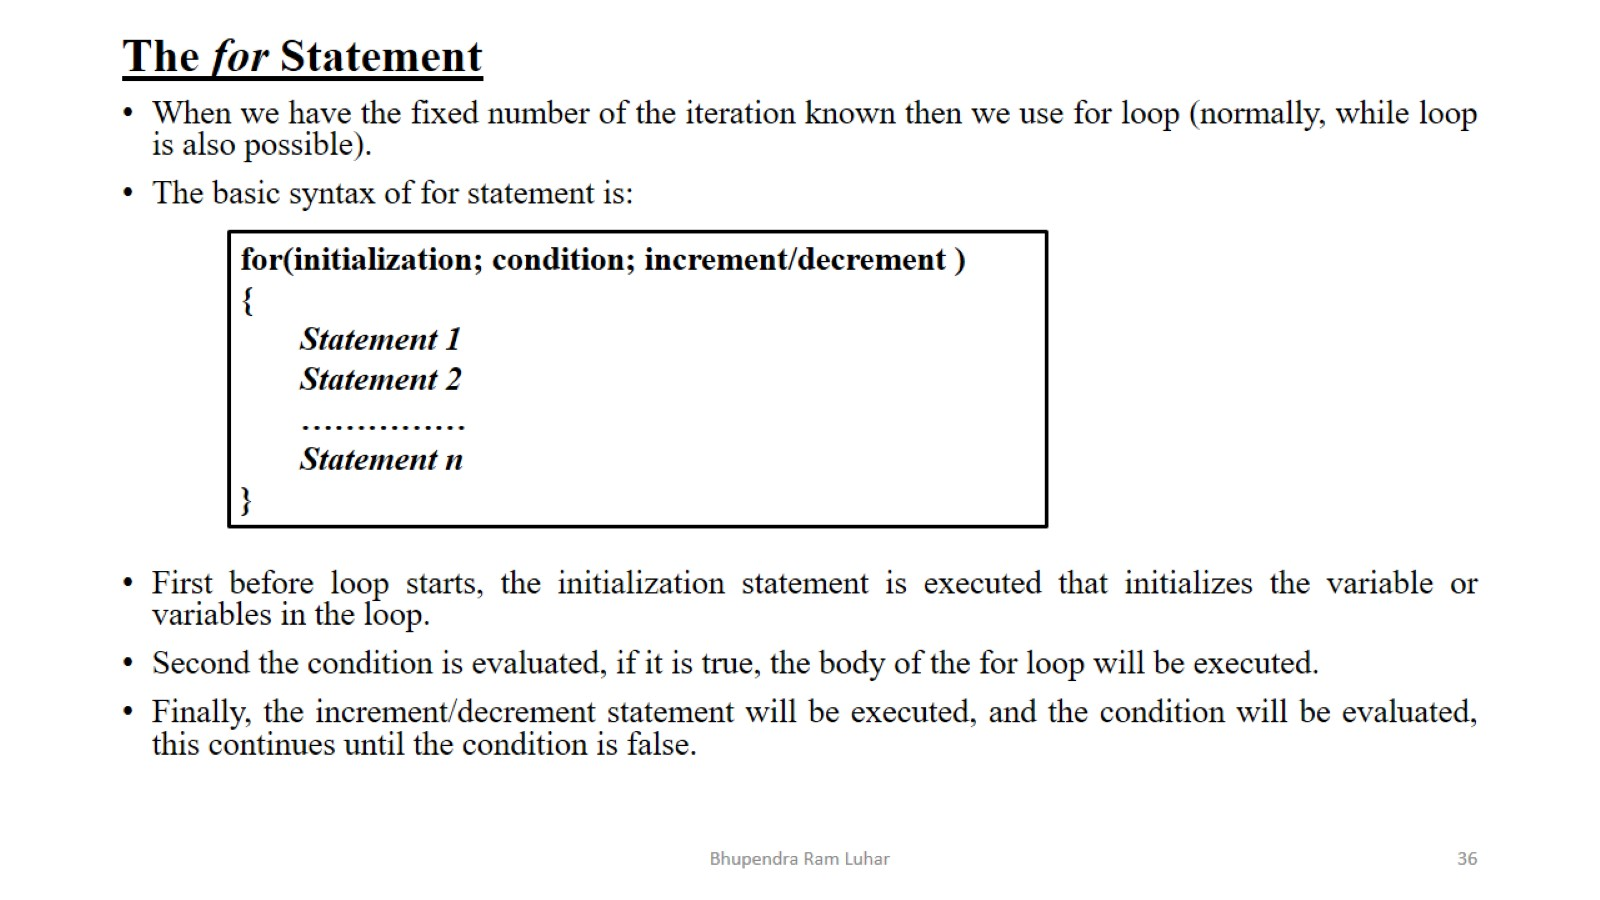 The for Statement
• When we have the fixed number of the iteration known then we use for loop (normally, while loop
is also possible).
• The basic syntax of for statement is:
for(initialization; condition; increment/decrement )
{
Statement 1
Statement 2
……………
Statement n
}
• First before loop starts, the initialization statement is executed that initializes the variable or
variables in the loop.
• Second the condition is evaluated, if it is true, the body of the for loop will be executed.
• Finally, the increment/decrement statement will be executed, and the condition will be evaluated,
this continues until the condition is false.
Bhupendra Ram Luhar
36